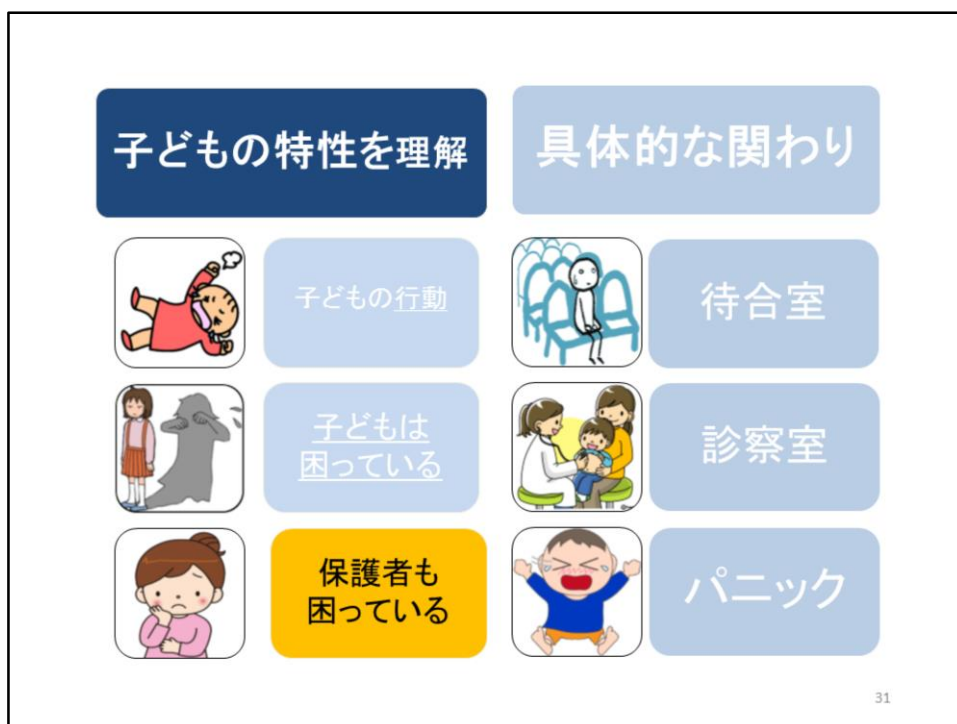 子どもの特性を理解
子どもの行動
子どもは
困っている
保護者も
困っている
具体的な関わり
待合室
診察室
パニック
31